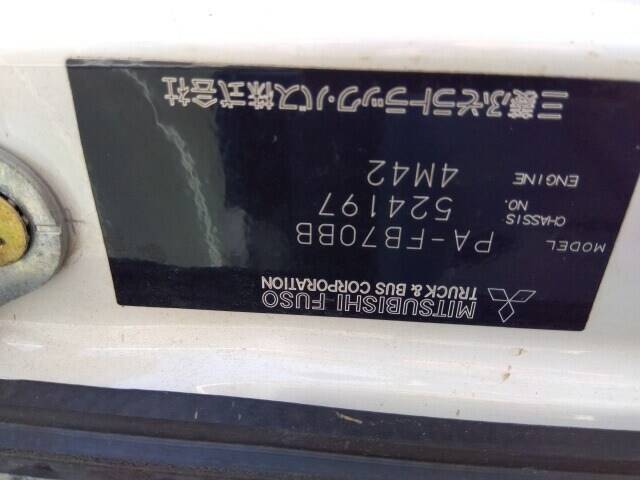 MITSUBISHI FUSO
TRUCK & BUS CORPORATION
MODEL PA-FB70BB
CHASSIS NO. 524197
ENGINE 4M42
三菱ふそうトラック・バス株式会社